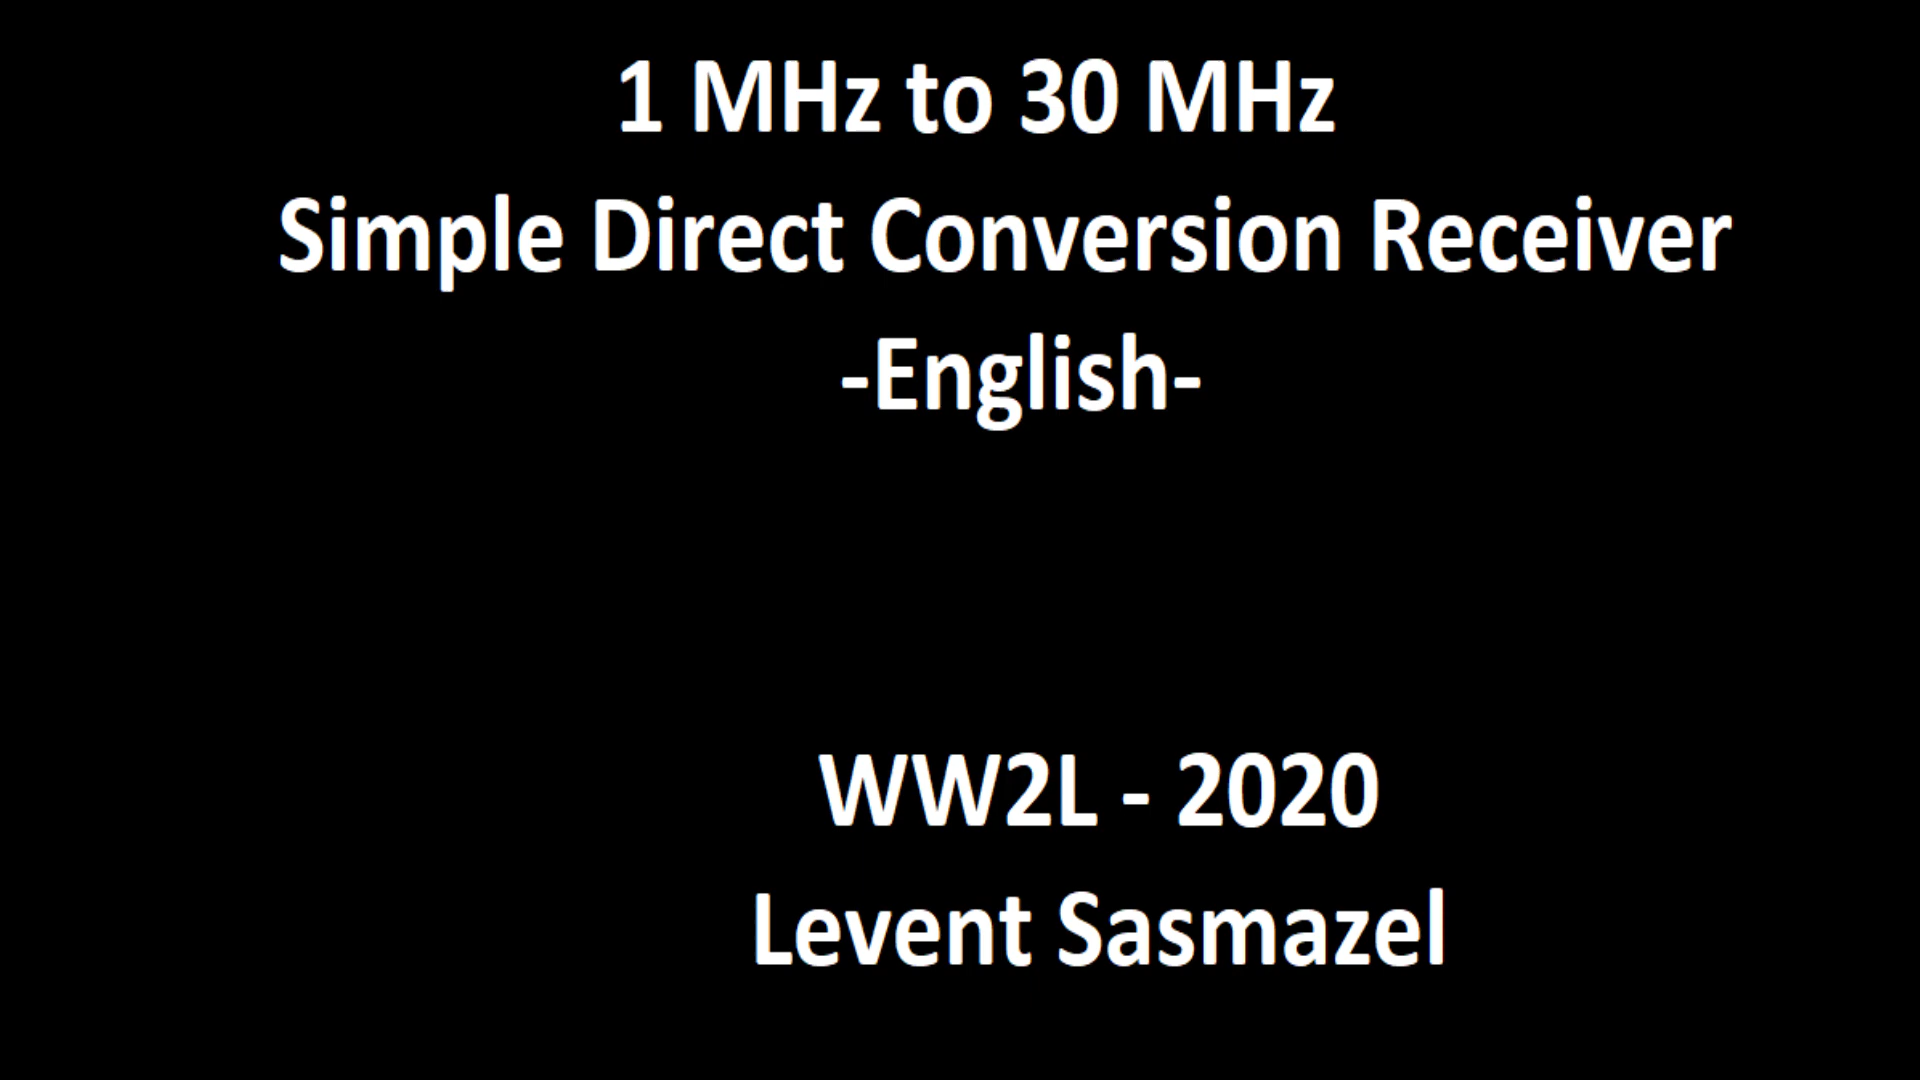 1 MHz to 30 MHz
Simple Direct Conversion Receiver
-English-
WW2L - 2020
Levent Sasmazel